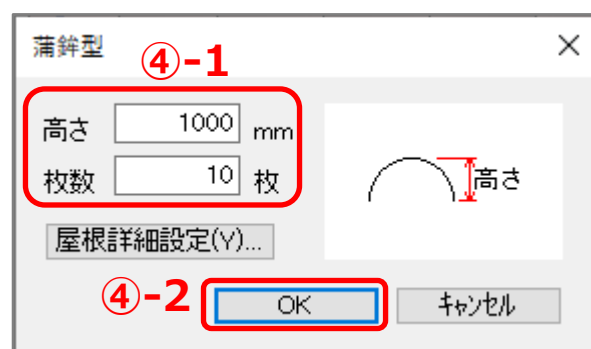 蒲鉾型
④-1
高さ 1000 mm
枚数 10 枚
高さ
屋根詳細設定(Y)...
④-2
OK キャンセル